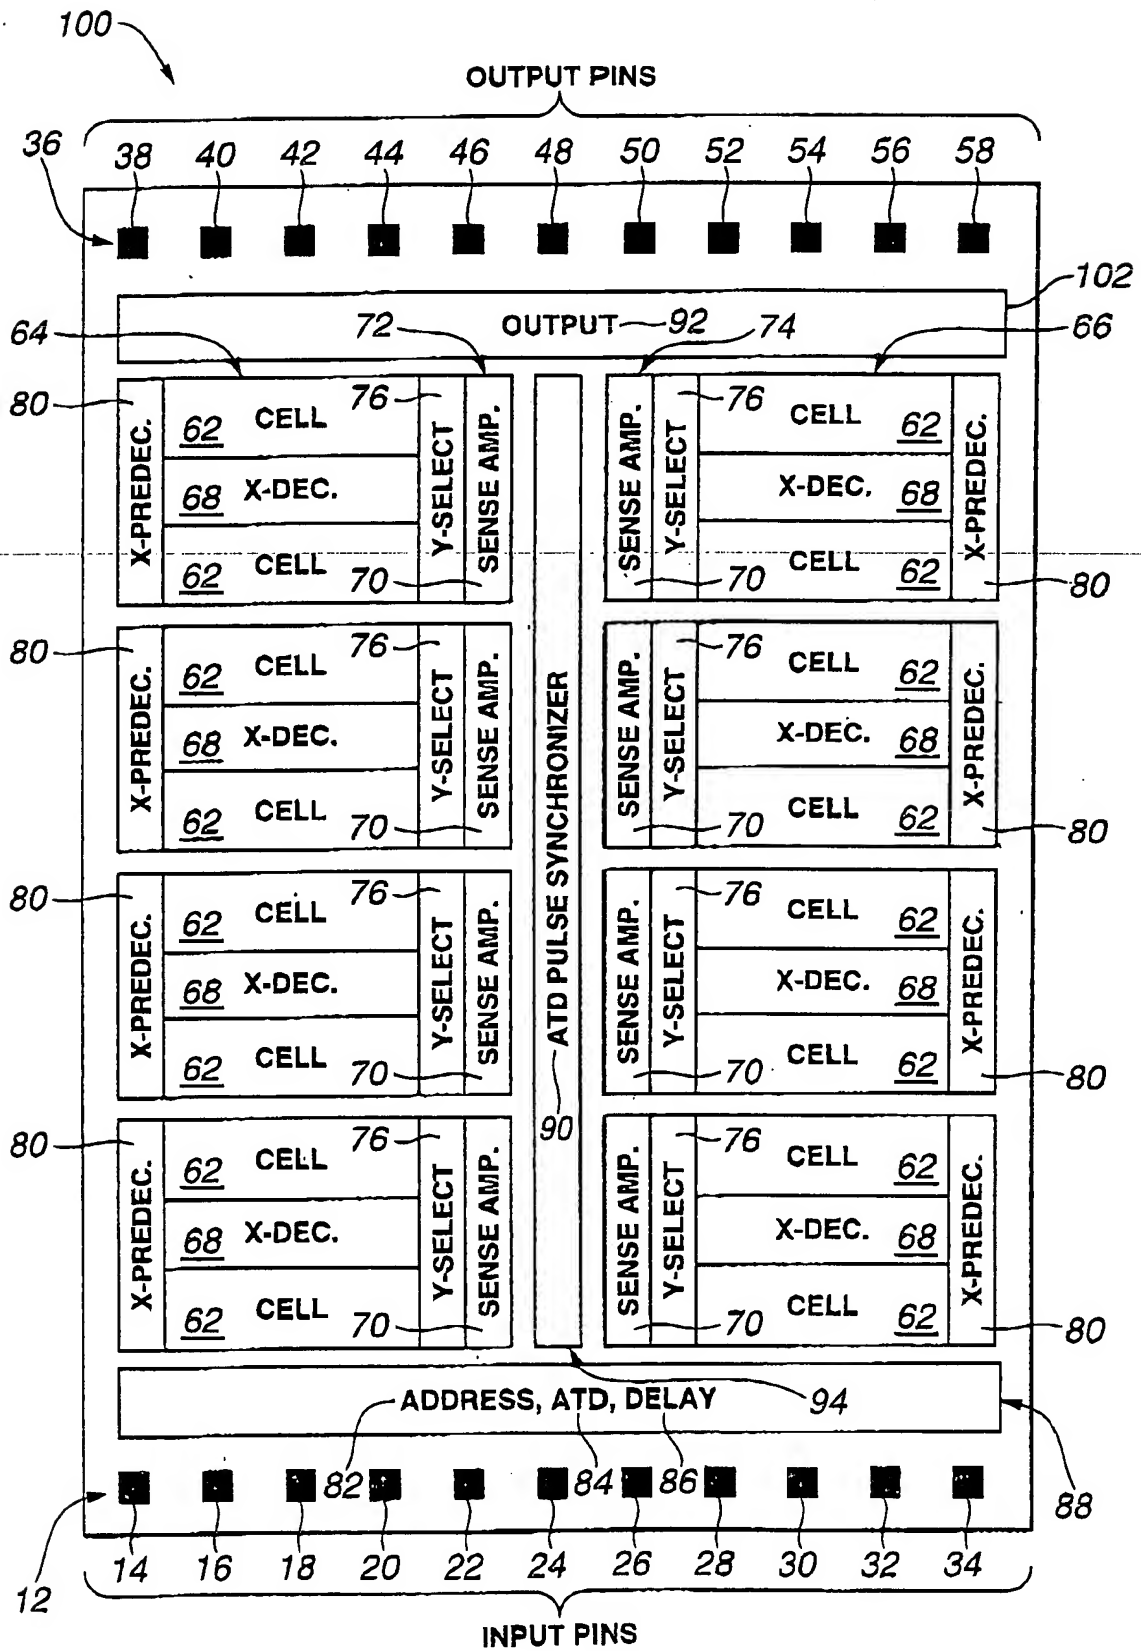 100
OUTPUT PINS
36 38 40 42 44 46 48 50 52 54 56 58
102
64 72 OUTPUT 92 74 66
80 X-PREDEC. 62 CELL 76 Y-SELECT SENSE AMP. SENSE AMP. Y-SELECT 76 CELL 62 X-PREDEC.
68 X-DEC. X-DEC. 68
62 CELL 70 70 CELL 62 80
80 X-PREDEC. 62 CELL 76 Y-SELECT SENSE AMP. SENSE AMP. Y-SELECT 76 CELL 62 X-PREDEC.
68 X-DEC. X-DEC. 68
62 CELL 70 70 CELL 62 80
ATD PULSE SYNCHRONIZER
80 X-PREDEC. 62 CELL 76 Y-SELECT SENSE AMP. SENSE AMP. Y-SELECT 76 CELL 62 X-PREDEC.
68 X-DEC. X-DEC. 68
62 CELL 70 70 CELL 62 80
90
80 X-PREDEC. 62 CELL 76 Y-SELECT SENSE AMP. SENSE AMP. Y-SELECT 76 CELL 62 X-PREDEC.
68 X-DEC. X-DEC. 68
62 CELL 70 70 CELL 62 80
ADDRESS, ATD, DELAY 94
82 84 86 88
12 14 16 18 20 22 24 26 28 30 32 34
INPUT PINS